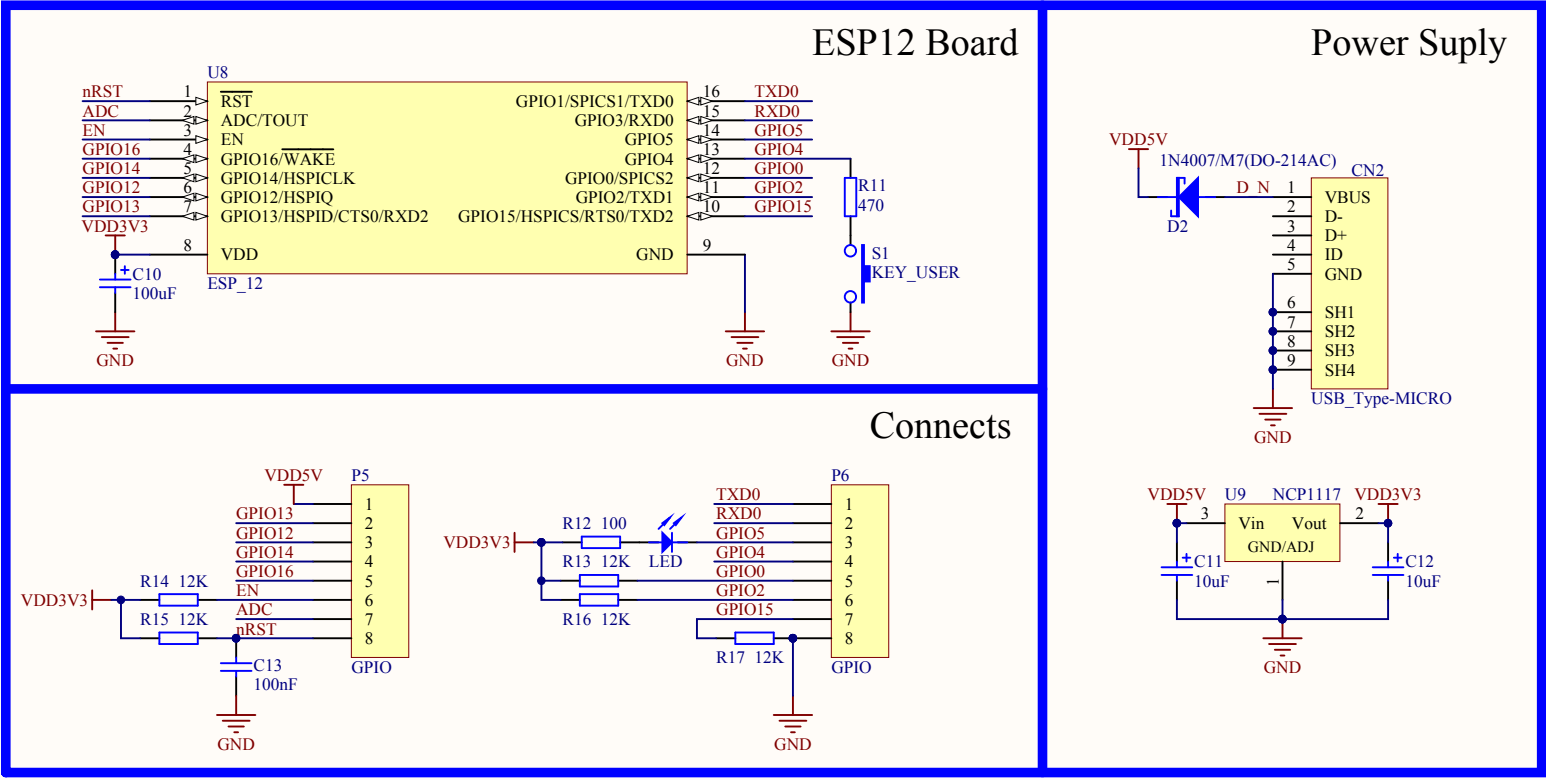 ESP12 Board
U8
nRST 1 RST GPIO1/SPICS1/TXD0 16 TXD0
ADC 2 ADC/TOUT GPIO3/RXD0 15 RXD0
EN 3 EN GPIO5 14 GPIO5
GPIO16 4 GPIO16/WAKE GPIO4 13 GPIO4
GPIO14 5 GPIO14/HSPICLK GPIO0/SPICS2 12 GPIO0
GPIO12 6 GPIO12/HSPIQ GPIO2/TXD1 11 GPIO2
GPIO13 7 GPIO13/HSPID/CTS0/RXD2 GPIO15/HSPICS/RTS0/TXD2 10 GPIO15
VDD3V3
8 VDD GND 9
ESP_12
C10
100uF
GND
GND
R11
470
S1
KEY_USER
GND
Power Suply
VDD5V
1N4007/M7(DO-214AC)
D2
D N
CN2
1 VBUS
2 D-
3 D+
4 ID
5 GND
6 SH1
7 SH2
8 SH3
9 SH4
USB_Type-MICRO
GND
VDD5V U9 NCP1117 VDD3V3
3 Vin Vout 2
GND/ADJ
1
C11
10uF
C12
10uF
GND
Connects
VDD5V P5
1
GPIO13 2
GPIO12 3
GPIO14 4
GPIO16 5
EN 6
ADC 7
nRST 8
GPIO
VDD3V3
R14 12K
R15 12K
C13
100nF
GND
P6
TXD0 1
RXD0 2
GPIO5 3
GPIO4 4
GPIO0 5
GPIO2 6
GPIO15 7
8
GPIO
VDD3V3
R12 100
LED
R13 12K
R16 12K
R17 12K
GND